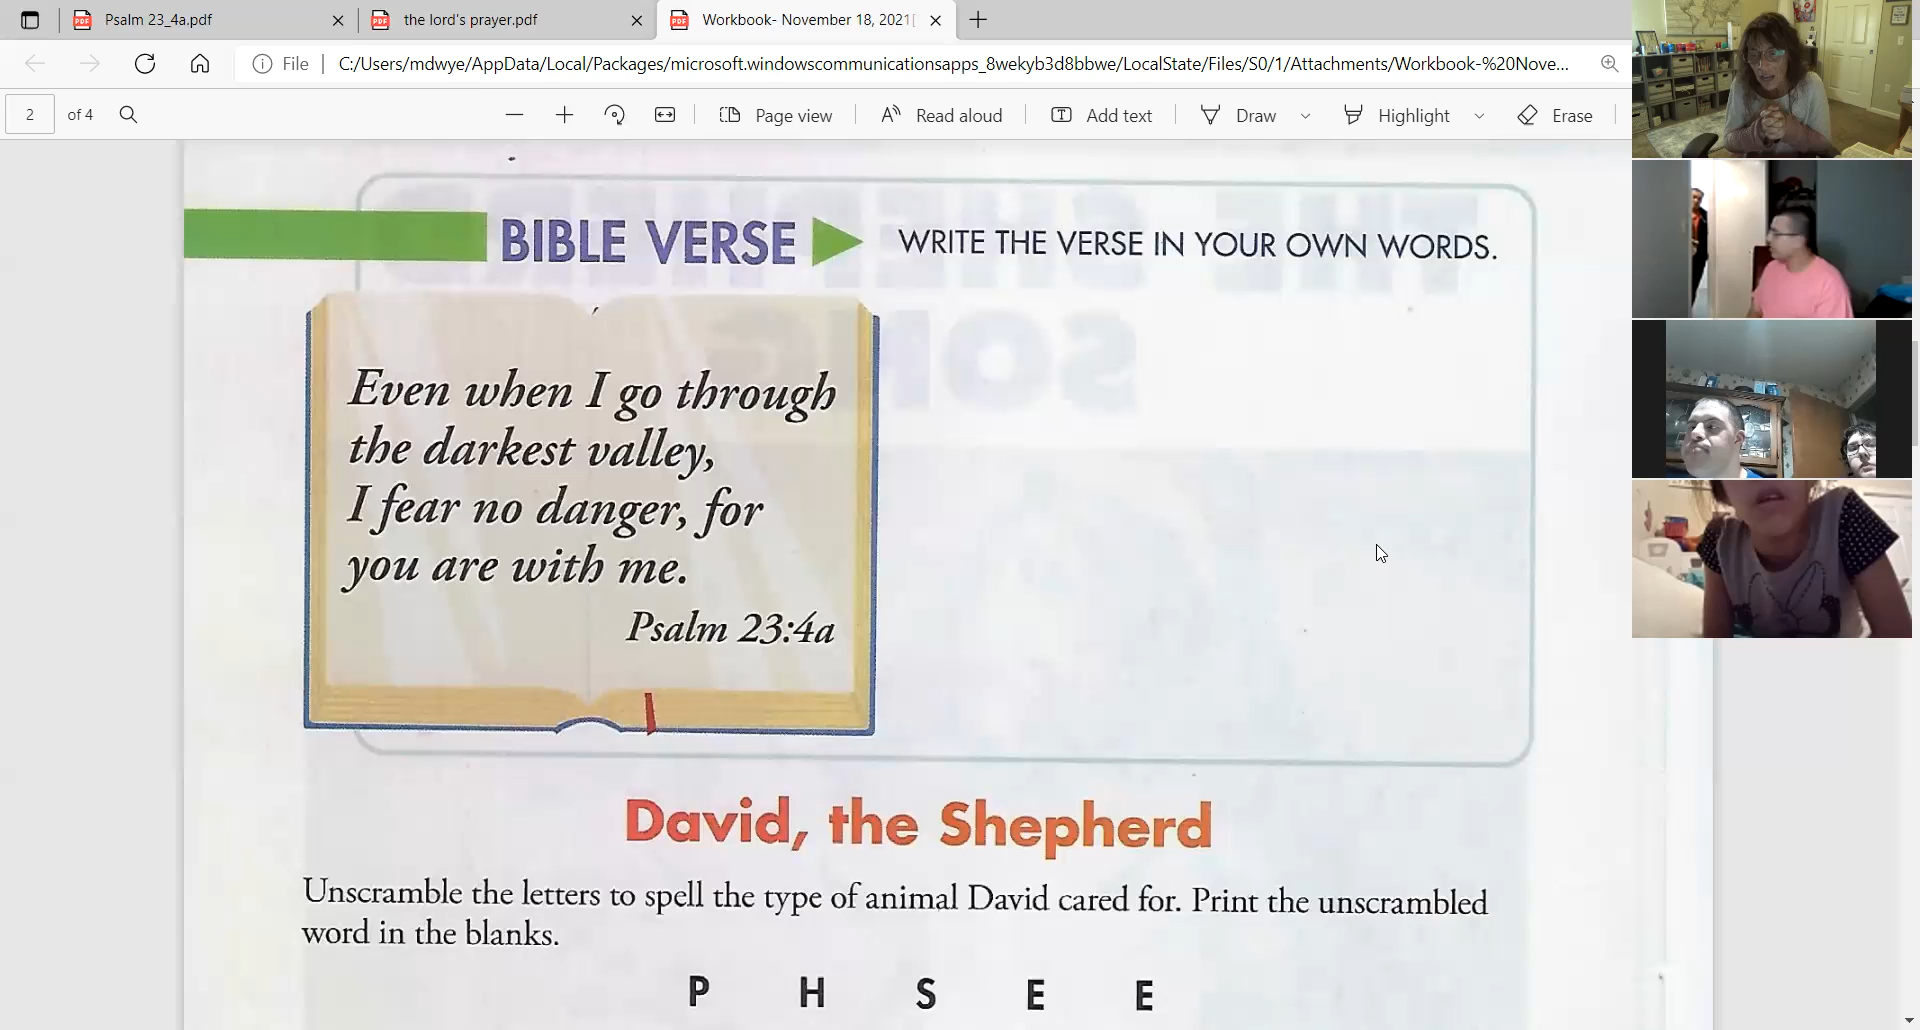 Psalm 23_4a.pdf
the lord's prayer.pdf
Workbook- November 18, 2021[
File
C:/Users/mdwye/AppData/Local/Packages/microsoft.windowscommunicationsapps_8wekyb3d8bbwe/LocalState/Files/S0/1/Attachments/Workbook-%20Nove...
2 of 4
Page view
Read aloud
Add text
Draw
Highlight
Erase
BIBLE VERSE
WRITE THE VERSE IN YOUR OWN WORDS.
Even when I go through
the darkest valley,
I fear no danger, for
you are with me.
Psalm 23:4a
David, the Shepherd
Unscramble the letters to spell the type of animal David cared for. Print the unscrambled
word in the blanks.
P H S E E